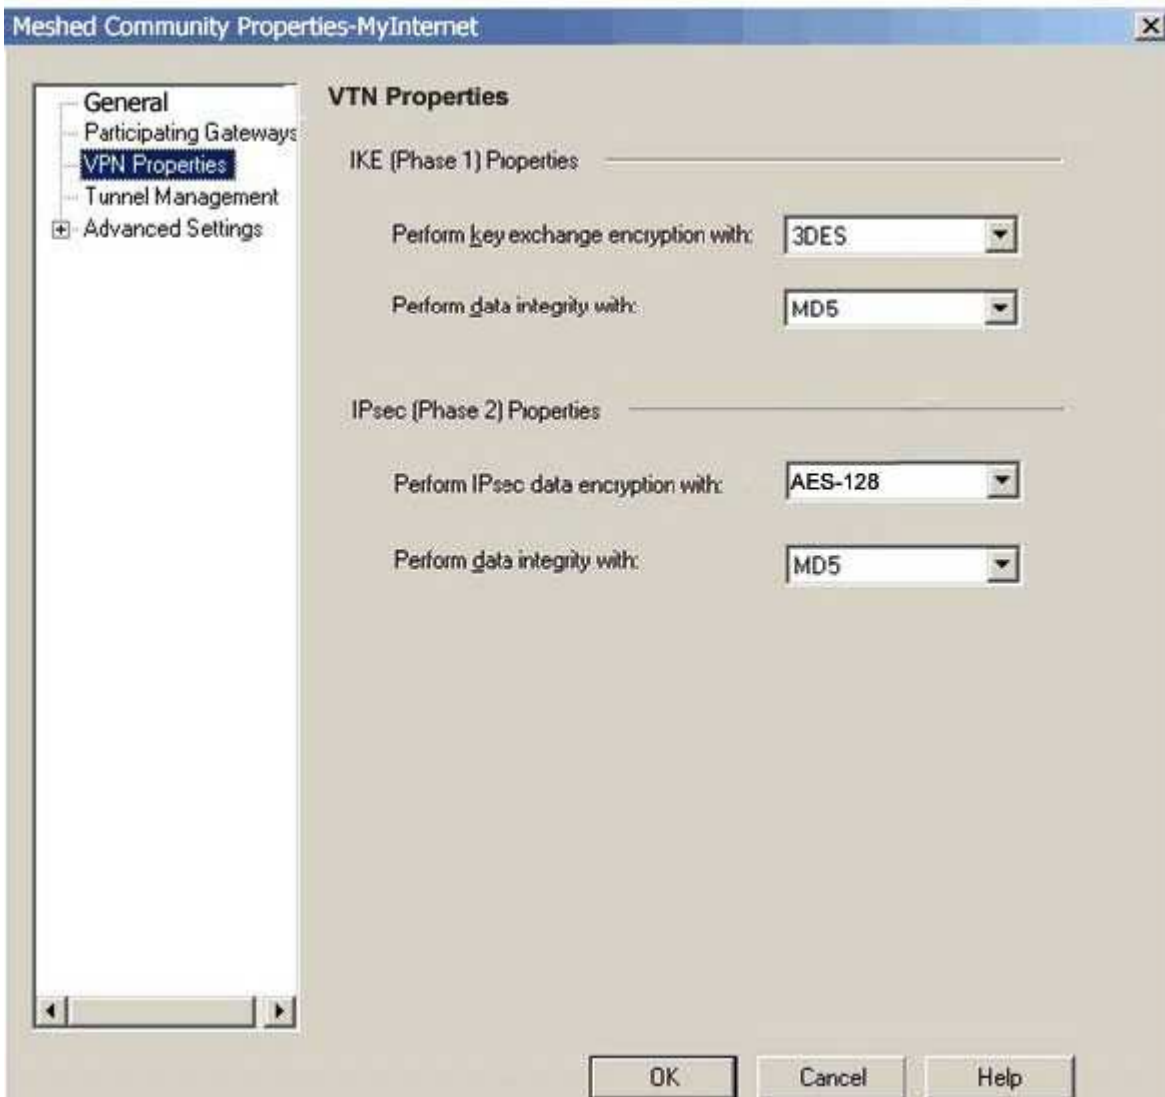 Meshed Community Properties-MyInternet
General
Participating Gateways
VPN Properties
Tunnel Management
Advanced Settings
VTN Properties
IKE (Phase 1) Properties
Perform key exchange encryption with: 3DES
Perform data integrity with: MD5
IPsec (Phase 2) Properties
Perform IPsec data encryption with: AES-128
Perform data integrity with: MD5
OK Cancel Help